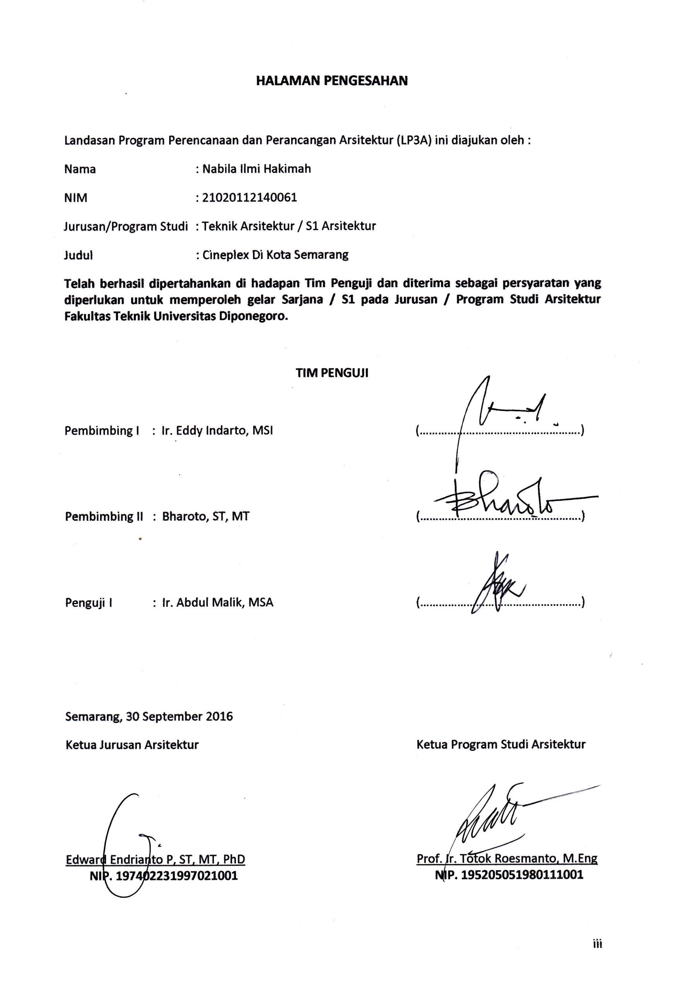 HALAMAN PENGESAHAN
Landasan Program Perencanaan dan Perancangan Arsitektur (LP3A) ini diajukan oleh :
Nama : Nabila Ilmi Hakimah
NIM : 21020112140061
Jurusan/Program Studi : Teknik Arsitektur / S1 Arsitektur
Judul : Cineplex Di Kota Semarang
Telah berhasil dipertahankan di hadapan Tim Penguji dan diterima sebagai persyaratan yang
diperlukan untuk memperoleh gelar Sarjana / S1 pada Jurusan / Program Studi Arsitektur
Fakultas Teknik Universitas Diponegoro.
TIM PENGUJI
Pembimbing I : Ir. Eddy Indarto, MSI (......................................................)
Bharoto
Pembimbing II : Bharoto, ST, MT (......................................................)
Penguji I : Ir. Abdul Malik, MSA (......................................................)
Semarang, 30 September 2016
Ketua Jurusan Arsitektur Ketua Program Studi Arsitektur
Edward Endrianto P, ST, MT, PhD Prof. Ir. Totok Roesmanto, M.Eng
NIP. 197402231997021001 NIP. 195205051980111001
iii